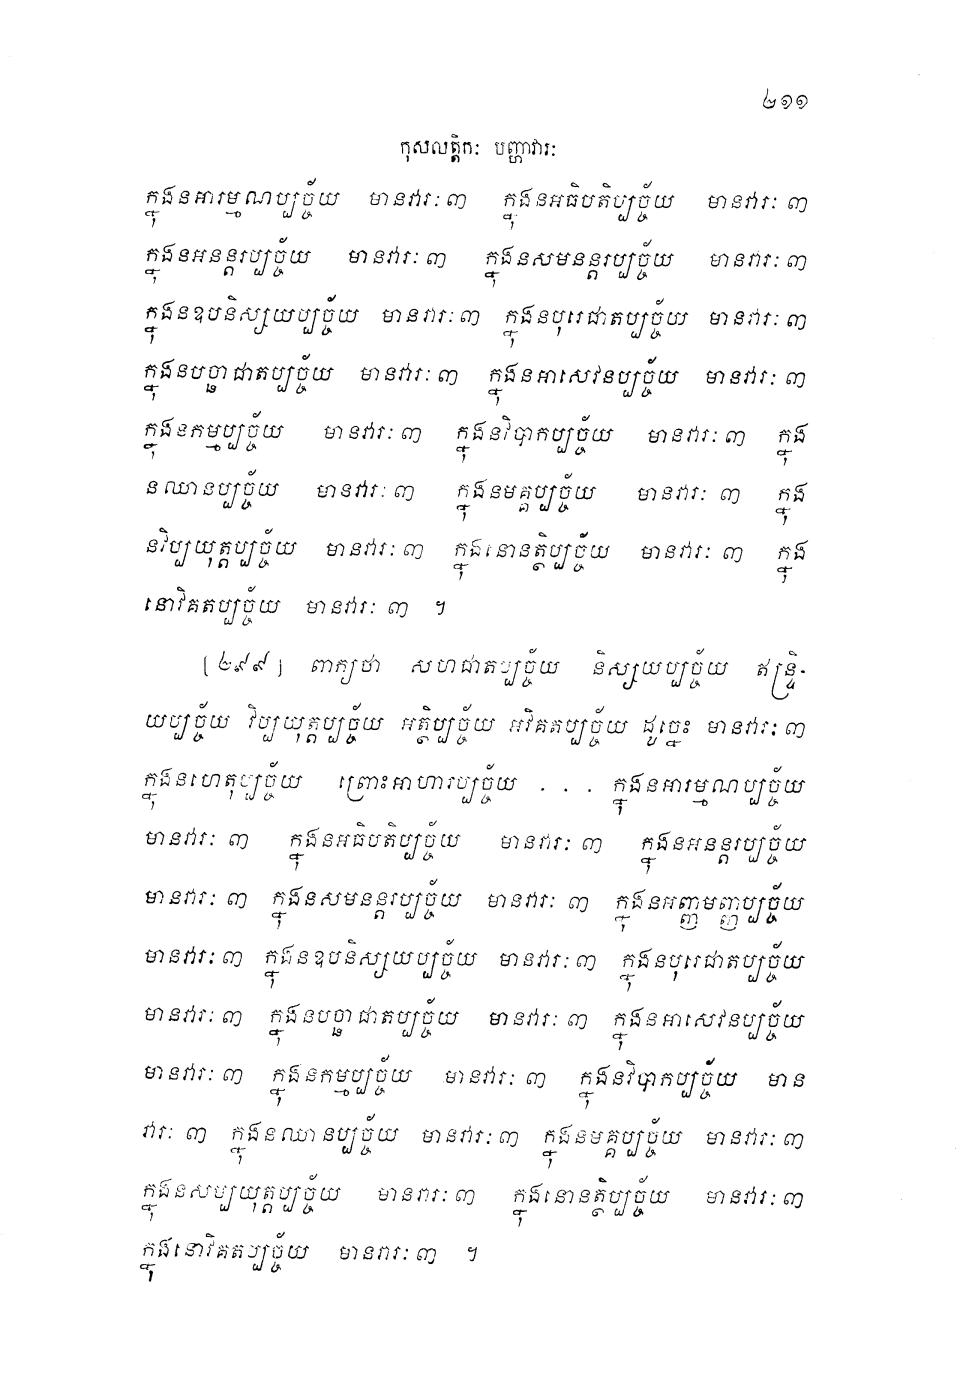 ២១១
កុសលត្តិកៈ បញ្ហាវារៈ
ក្នុងនអារម្មណប្បច្ច័យ មានវារៈ ៣ ក្នុងនអធិបតិប្បច្ច័យ មានវារៈ ៣
ក្នុងនអនន្តរប្បច្ច័យ មានវារៈ ៣ ក្នុងនសមនន្តរប្បច្ច័យ មានវារៈ ៣
ក្នុងនឧបនិស្សយប្បច្ច័យ មានវារៈ ៣ ក្នុងនបុរេជាតប្បច្ច័យ មានវារៈ ៣
ក្នុងនបច្ឆាជាតប្បច្ច័យ មានវារៈ ៣ ក្នុងនអាសេវនប្បច្ច័យ មានវារៈ ៣
ក្នុងនកម្មប្បច្ច័យ មានវារៈ ៣ ក្នុងនវិបាកប្បច្ច័យ មានវារៈ ៣ ក្នុង
នឈានប្បច្ច័យ មានវារៈ ៣ ក្នុងនមគ្គប្បច្ច័យ មានវារៈ ៣ ក្នុង
នវិប្បយុត្តប្បច្ច័យ មានវារៈ ៣ ក្នុងនោនត្ថិប្បច្ច័យ មានវារៈ ៣ ក្នុង
នោវិគតប្បច្ច័យ មានវារៈ ៣ ។
[២៩៩] ពាក្យថា សហជាតប្បច្ច័យ និស្សយប្បច្ច័យ ឥន្ទ្រិ-
យប្បច្ច័យ វិប្បយុត្តប្បច្ច័យ អត្ថិប្បច្ច័យ អវិគតប្បច្ច័យ ដូច្នេះ មានវារៈ ៣
ក្នុងនហេតុប្បច្ច័យ ព្រោះអាហារប្បច្ច័យ . . . ក្នុងនអារម្មណប្បច្ច័យ
មានវារៈ ៣ ក្នុងនអធិបតិប្បច្ច័យ មានវារៈ ៣ ក្នុងនអនន្តរប្បច្ច័យ
មានវារៈ ៣ ក្នុងនសមនន្តរប្បច្ច័យ មានវារៈ ៣ ក្នុងនអញ្ញមញ្ញប្បច្ច័យ
មានវារៈ ៣ ក្នុងនឧបនិស្សយប្បច្ច័យ មានវារៈ ៣ ក្នុងនបុរេជាតប្បច្ច័យ
មានវារៈ ៣ ក្នុងនបច្ឆាជាតប្បច្ច័យ មានវារៈ ៣ ក្នុងនអាសេវនប្បច្ច័យ
មានវារៈ ៣ ក្នុងនកម្មប្បច្ច័យ មានវារៈ ៣ ក្នុងនវិបាកប្បច្ច័យ មាន
វារៈ ៣ ក្នុងនឈានប្បច្ច័យ មានវារៈ ៣ ក្នុងនមគ្គប្បច្ច័យ មានវារៈ ៣
ក្នុងនសប្បយុត្តប្បច្ច័យ មានវារៈ ៣ ក្នុងនោនត្ថិប្បច្ច័យ មានវារៈ ៣
ក្នុងនោវិគតប្បច្ច័យ មានវារៈ ៣ ។